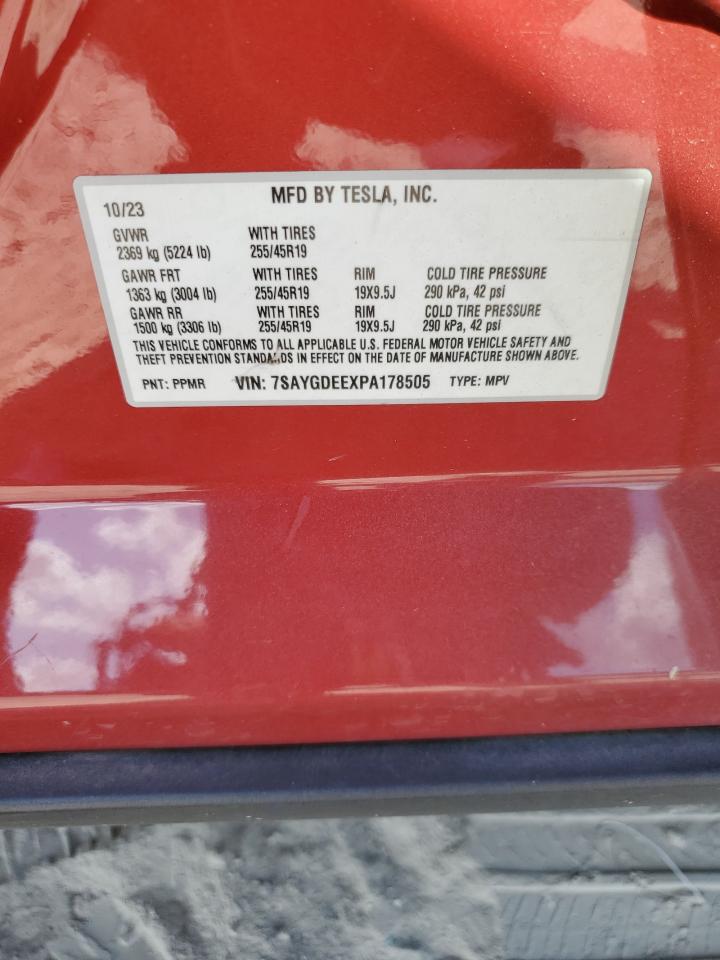 MFD BY TESLA, INC.
10/23
GVWR WITH TIRES
2369 kg (5224 lb) 255/45R19
GAWR FRT WITH TIRES RIM COLD TIRE PRESSURE
1363 kg (3004 lb) 255/45R19 19X9.5J 290 kPa, 42 psi
GAWR RR WITH TIRES RIM COLD TIRE PRESSURE
1500 kg (3306 lb) 255/45R19 19X9.5J 290 kPa, 42 psi
THIS VEHICLE CONFORMS TO ALL APPLICABLE U.S. FEDERAL MOTOR VEHICLE SAFETY AND
THEFT PREVENTION STANDARDS IN EFFECT ON THE DATE OF MANUFACTURE SHOWN ABOVE.
PNT: PPMR VIN: 7SAYGDEEXPA178505 TYPE: MPV